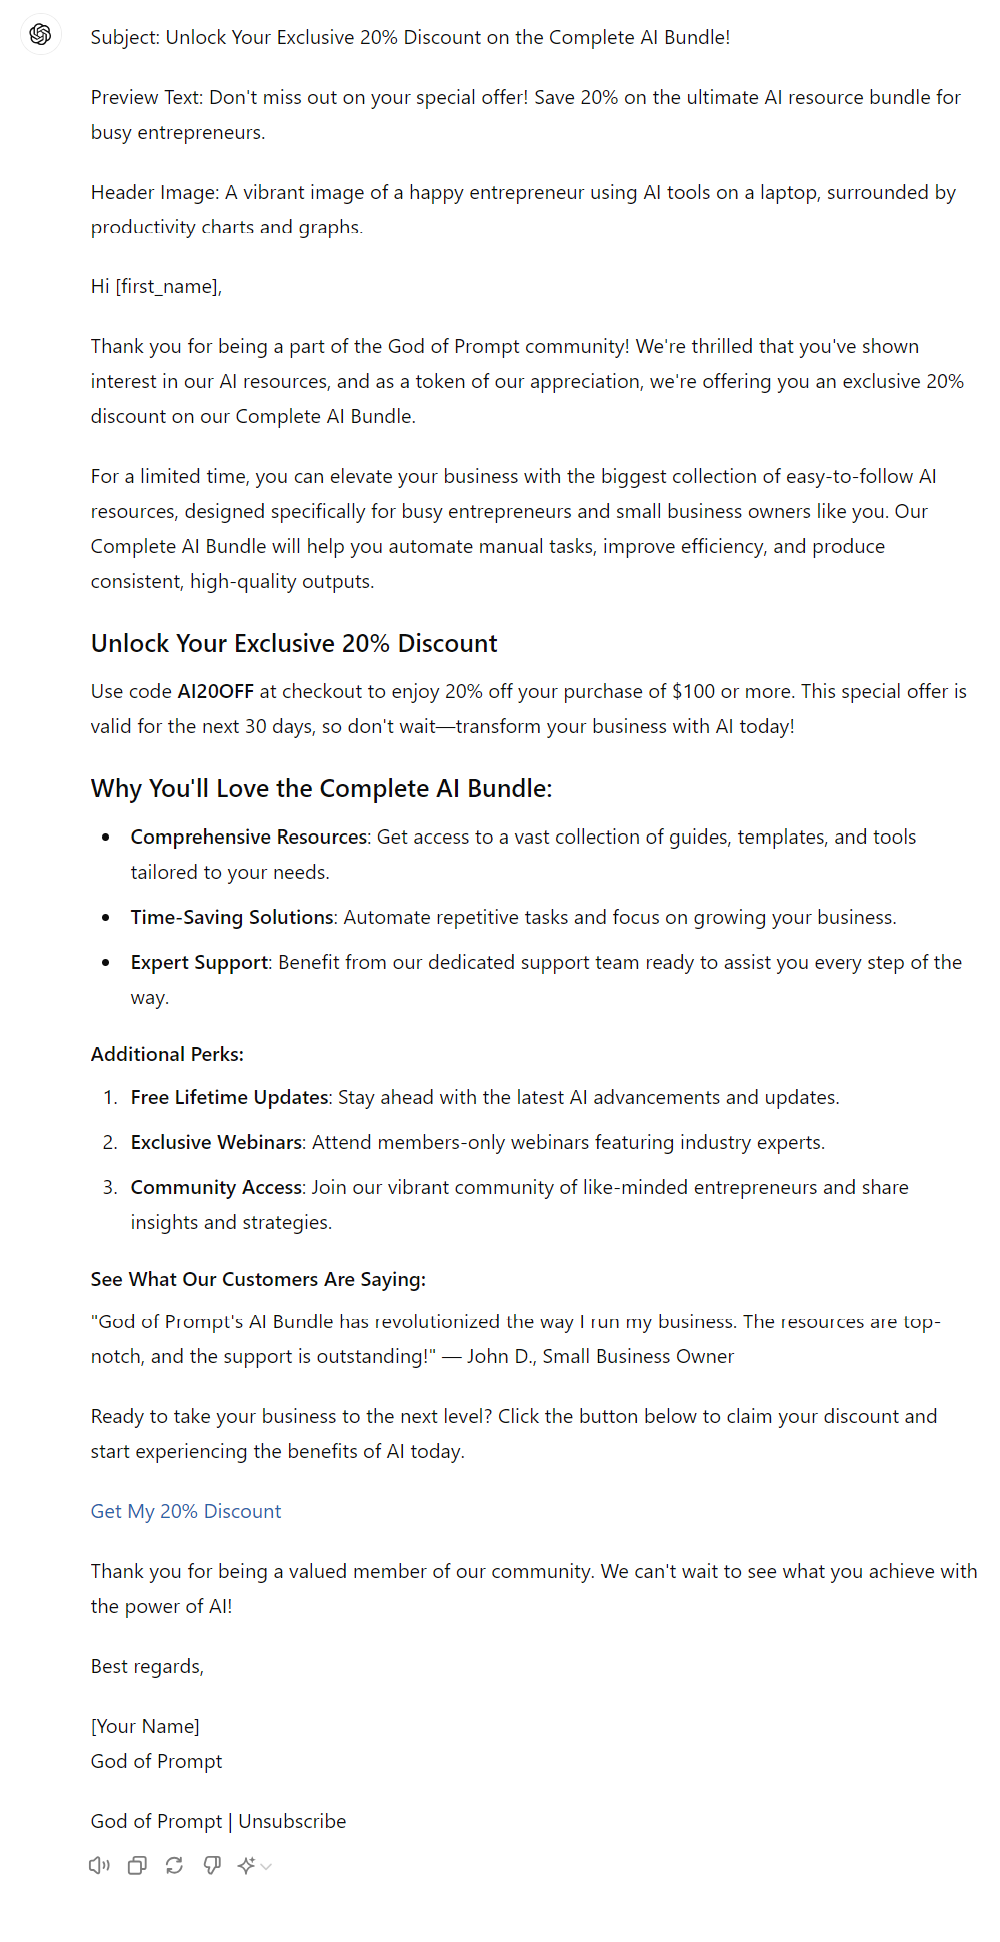 Subject: Unlock Your Exclusive 20% Discount on the Complete AI Bundle!
Preview Text: Don't miss out on your special offer! Save 20% on the ultimate AI resource bundle for
busy entrepreneurs.
Header Image: A vibrant image of a happy entrepreneur using AI tools on a laptop, surrounded by
productivity charts and graphs.
Hi [first_name],
Thank you for being a part of the God of Prompt community! We're thrilled that you've shown
interest in our AI resources, and as a token of our appreciation, we're offering you an exclusive 20%
discount on our Complete AI Bundle.
For a limited time, you can elevate your business with the biggest collection of easy-to-follow AI
resources, designed specifically for busy entrepreneurs and small business owners like you. Our
Complete AI Bundle will help you automate manual tasks, improve efficiency, and produce
consistent, high-quality outputs.
Unlock Your Exclusive 20% Discount
Use code AI20OFF at checkout to enjoy 20% off your purchase of $100 or more. This special offer is
valid for the next 30 days, so don't wait—transform your business with AI today!
Why You'll Love the Complete AI Bundle:
• Comprehensive Resources: Get access to a vast collection of guides, templates, and tools
tailored to your needs.
• Time-Saving Solutions: Automate repetitive tasks and focus on growing your business.
• Expert Support: Benefit from our dedicated support team ready to assist you every step of the
way.
Additional Perks:
1. Free Lifetime Updates: Stay ahead with the latest AI advancements and updates.
2. Exclusive Webinars: Attend members-only webinars featuring industry experts.
3. Community Access: Join our vibrant community of like-minded entrepreneurs and share
insights and strategies.
See What Our Customers Are Saying:
"God of Prompt's AI Bundle has revolutionized the way I run my business. The resources are top-
notch, and the support is outstanding!" — John D., Small Business Owner
Ready to take your business to the next level? Click the button below to claim your discount and
start experiencing the benefits of AI today.
Get My 20% Discount
Thank you for being a valued member of our community. We can't wait to see what you achieve with
the power of AI!
Best regards,
[Your Name]
God of Prompt
God of Prompt | Unsubscribe